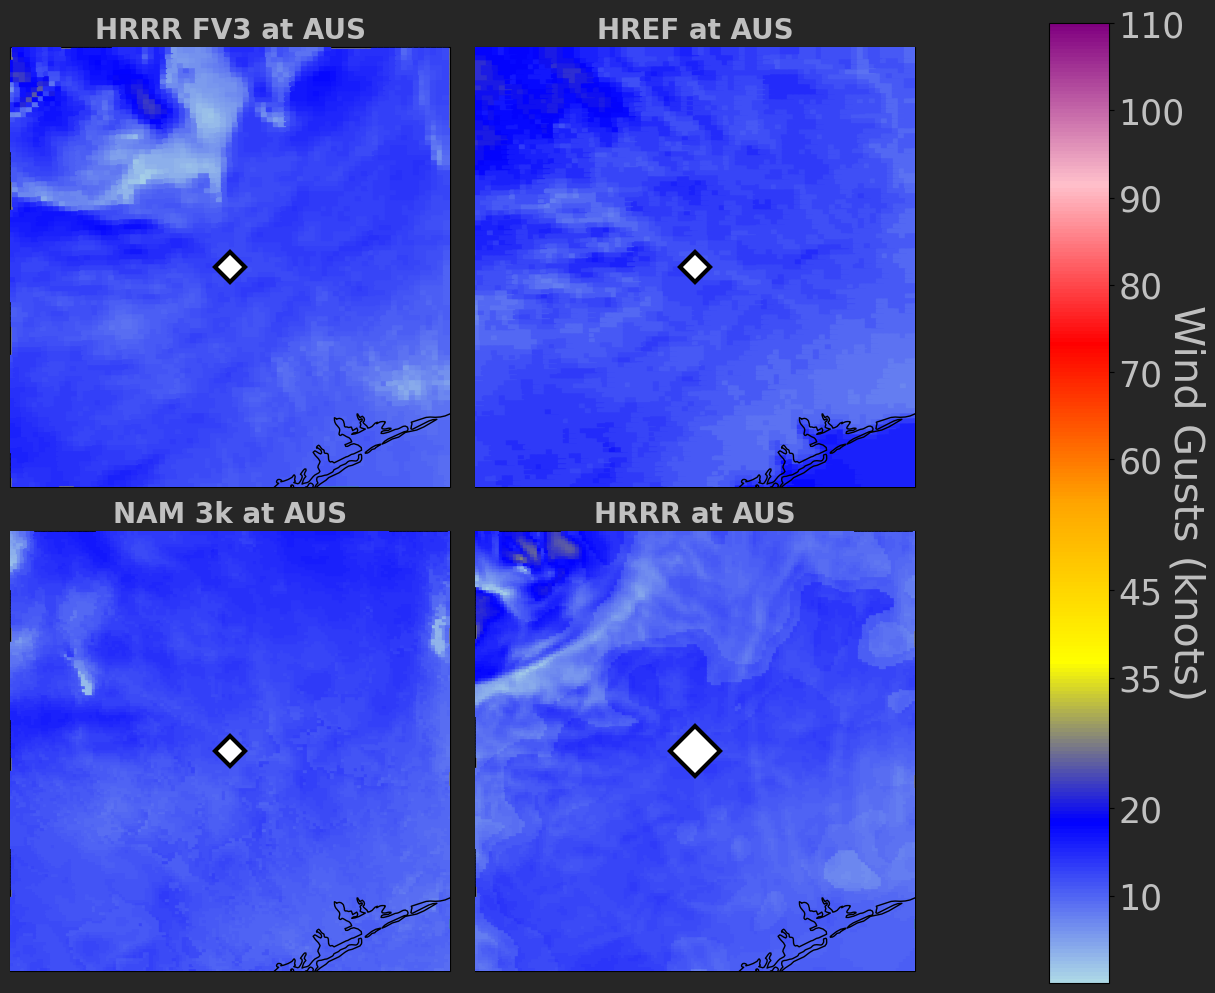 HRRR FV3 at AUS
HREF at AUS
NAM 3k at AUS
HRRR at AUS
110
100
90
80
70
60
45
35
20
10
Wind Gusts (knots)